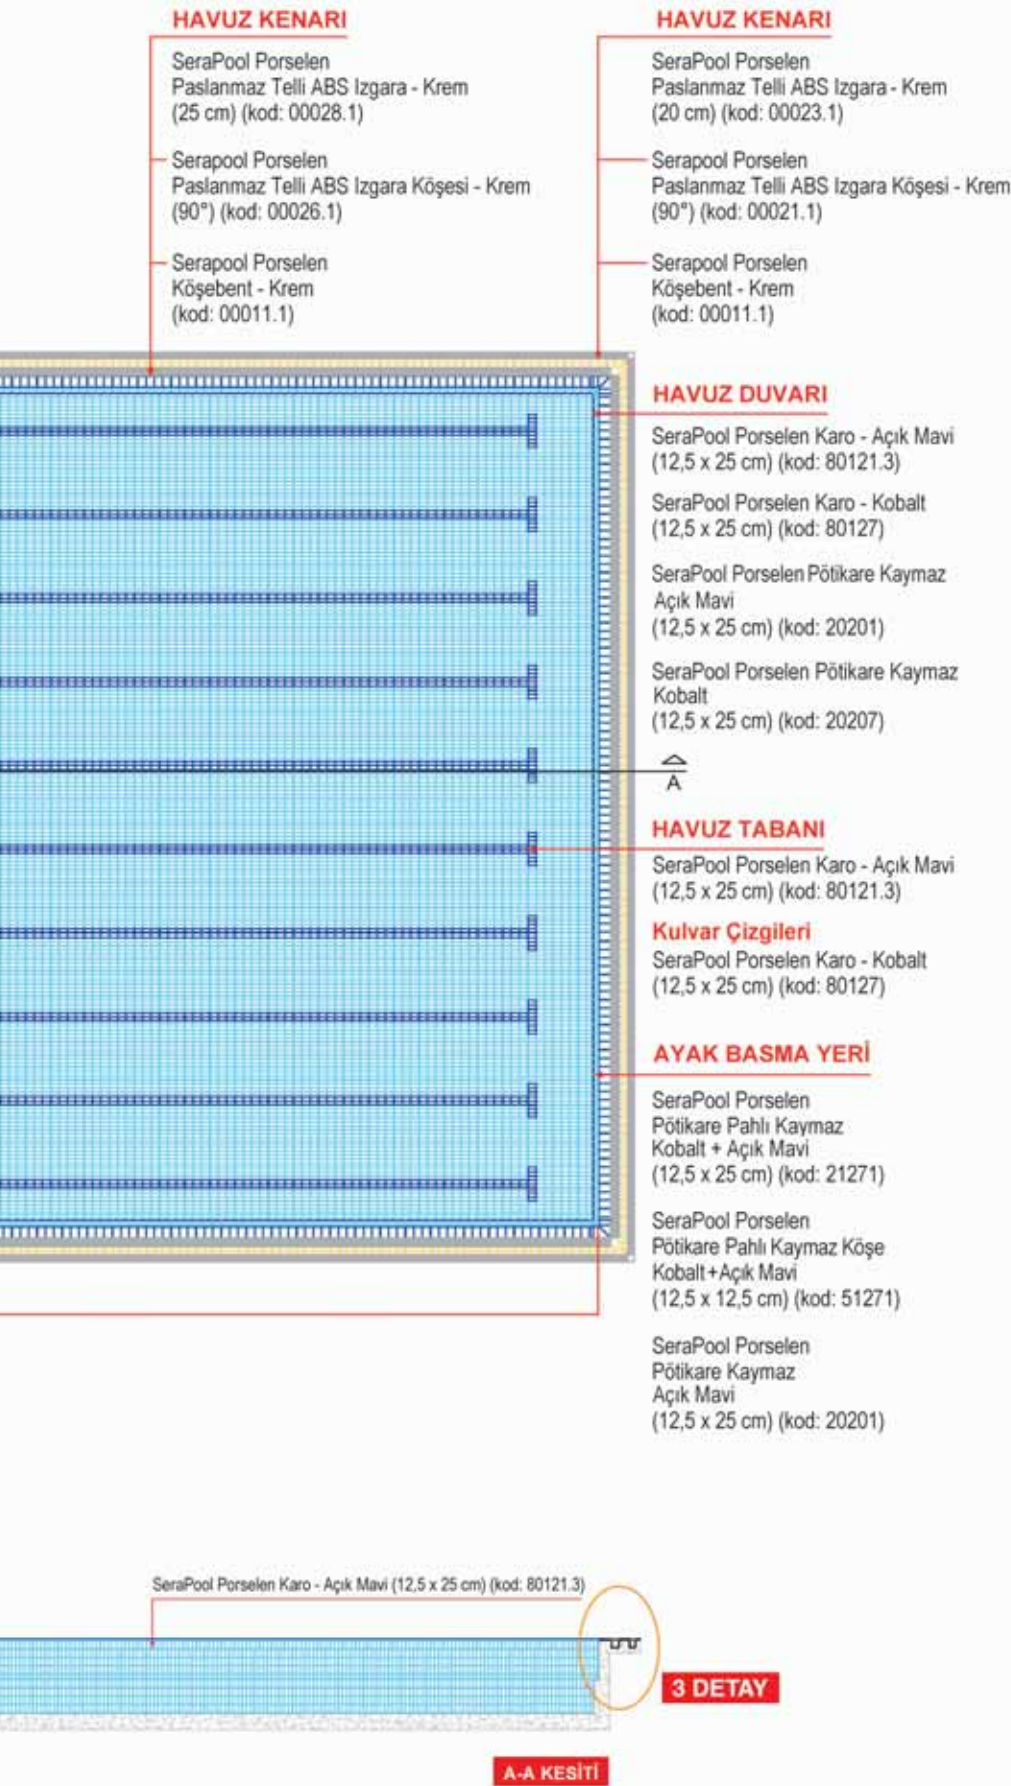 HAVUZ KENARI
SeraPool Porselen
Paslanmaz Telli ABS Izgara - Krem
(25 cm) (kod: 00028.1)
Serapool Porselen
Paslanmaz Telli ABS Izgara Köşesi - Krem
(90°) (kod: 00026.1)
Serapool Porselen
Köşebent - Krem
(kod: 00011.1)
HAVUZ KENARI
SeraPool Porselen
Paslanmaz Telli ABS Izgara - Krem
(20 cm) (kod: 00023.1)
Serapool Porselen
Paslanmaz Telli ABS Izgara Köşesi - Krem
(90°) (kod: 00021.1)
Serapool Porselen
Köşebent - Krem
(kod: 00011.1)
HAVUZ DUVARI
SeraPool Porselen Karo - Açık Mavi
(12,5 x 25 cm) (kod: 80121.3)
SeraPool Porselen Karo - Kobalt
(12,5 x 25 cm) (kod: 80127)
SeraPool Porselen Pötikare Kaymaz
Açık Mavi
(12,5 x 25 cm) (kod: 20201)
SeraPool Porselen Pötikare Kaymaz
Kobalt
(12,5 x 25 cm) (kod: 20207)
A
HAVUZ TABANI
SeraPool Porselen Karo - Açık Mavi
(12,5 x 25 cm) (kod: 80121.3)
Kulvar Çizgileri
SeraPool Porselen Karo - Kobalt
(12,5 x 25 cm) (kod: 80127)
AYAK BASMA YERİ
SeraPool Porselen
Pötikare Pahlı Kaymaz
Kobalt + Açık Mavi
(12,5 x 25 cm) (kod: 21271)
SeraPool Porselen
Pötikare Pahlı Kaymaz Köşe
Kobalt+Açık Mavi
(12,5 x 12,5 cm) (kod: 51271)
SeraPool Porselen
Pötikare Kaymaz
Açık Mavi
(12,5 x 25 cm) (kod: 20201)
SeraPool Porselen Karo - Açık Mavi (12,5 x 25 cm) (kod: 80121.3)
3 DETAY
A-A KESİTİ